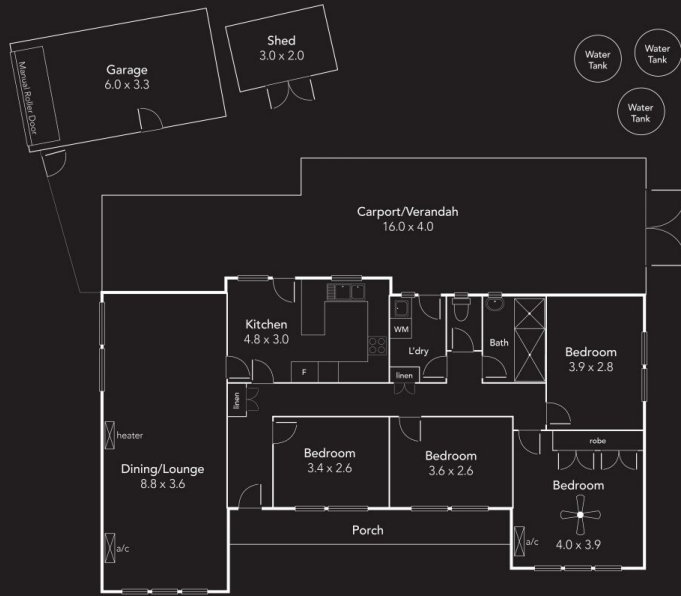 Garage
6.0 x 3.3
Manual Roller Door
Shed
3.0 x 2.0
Water
Tank
Water
Tank
Water
Tank
Carport/Verandah
16.0 x 4.0
Kitchen
4.8 x 3.0
F
WM
L'dry
linen
Bath
Bedroom
3.9 x 2.8
linen
heater
Dining/Lounge
8.8 x 3.6
a/c
Bedroom
3.4 x 2.6
Bedroom
3.6 x 2.6
robe
Bedroom
4.0 x 3.9
a/c
Porch